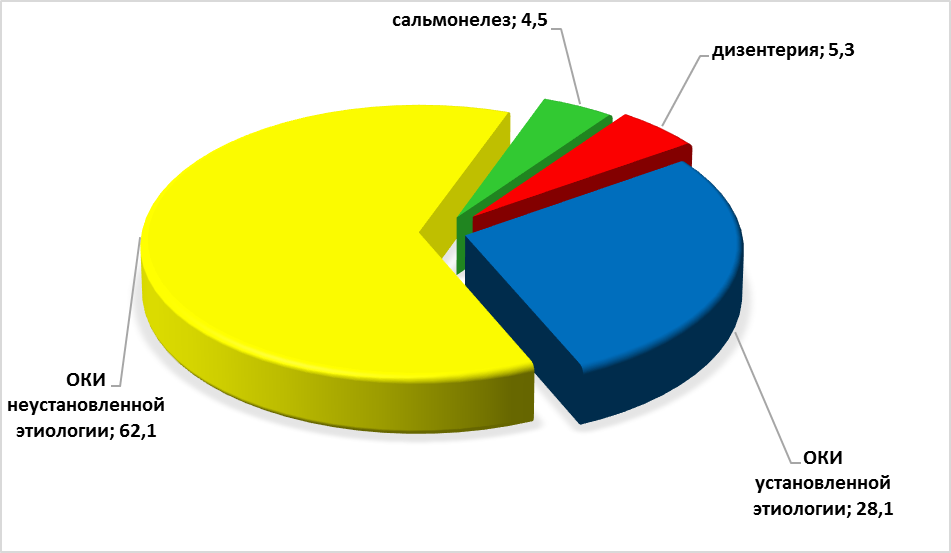 сальмонелез; 4,5
дизентерия; 5,3
ОКИ
неустановленной
этиологии; 62,1
ОКИ
установленной
этиологии; 28,1